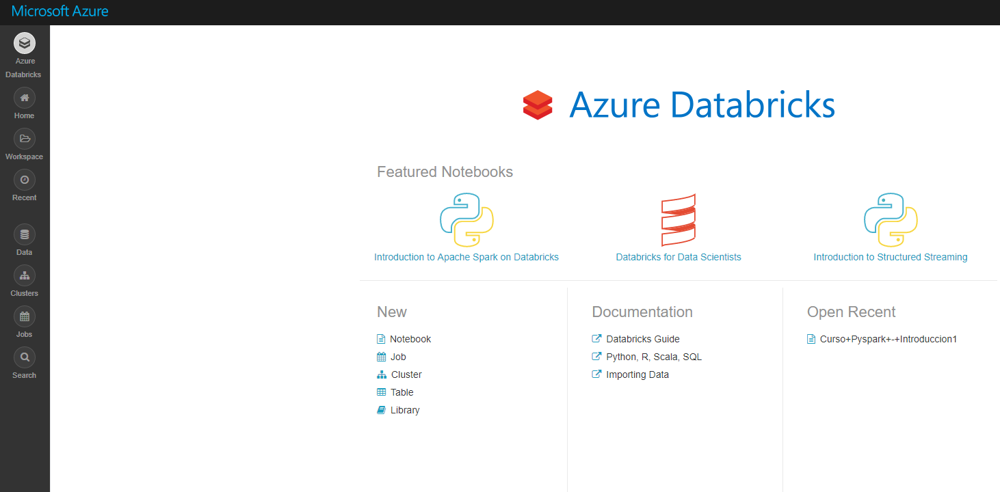 Microsoft Azure
Azure
Databricks
Home
Workspace
Recent
Data
Clusters
Jobs
Search
Azure Databricks
Featured Notebooks
Introduction to Apache Spark on Databricks
Databricks for Data Scientists
Introduction to Structured Streaming
New
Notebook
Job
Cluster
Table
Library
Documentation
Databricks Guide
Python, R, Scala, SQL
Importing Data
Open Recent
Curso+Pyspark+-+Introduccion1